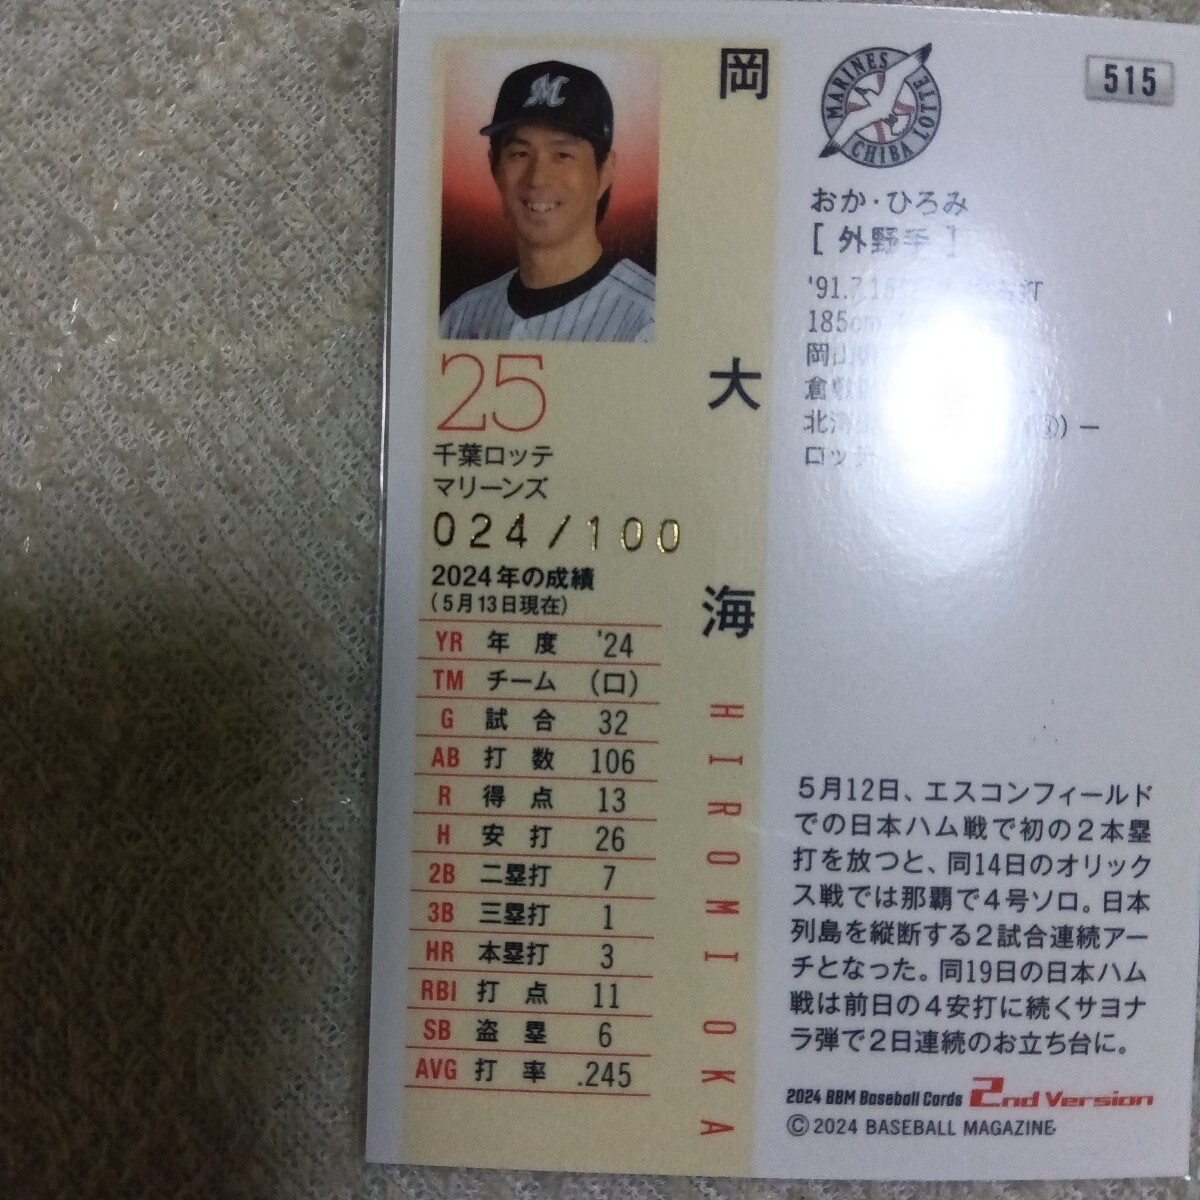 岡 大 海
HIROMI OKA
M
25
千葉ロッテ
マリーンズ
024/100
2024年の成績
(5月13日現在)
YR 年度 '24
TM チーム (ロ)
G 試合 32
AB 打数 106
R 得点 13
H 安打 26
2B 二塁打 7
3B 三塁打 1
HR 本塁打 3
RBI 打点 11
SB 盗塁 6
AVG 打率 .245
MARINES
CHIBA LOTTE
515
おか・ひろみ
[ 外野手 ]
'91.7.15
185cm
岡山
倉敷
北海
) ー
ロッテ
5月12日、エスコンフィールド
での日本ハム戦で初の2本塁
打を放つと、同14日のオリック
ス戦では那覇で4号ソロ。日本
列島を縦断する2試合連続アー
チとなった。同19日の日本ハム
戦は前日の4安打に続くサヨナ
ラ弾で2日連続のお立ち台に。
2024 BBM Baseball Cards 2nd Version
©2024 BASEBALL MAGAZINE